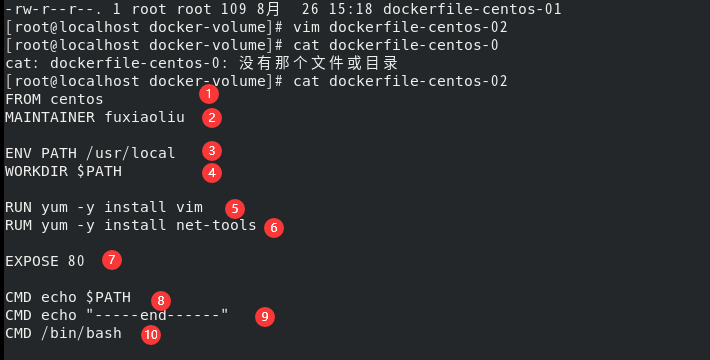 -rw-r--r--. 1 root root 109 8月  26 15:18 dockerfile-centos-01
[root@localhost docker-volume]# vim dockerfile-centos-02
[root@localhost docker-volume]# cat dockerfile-centos-0
cat: dockerfile-centos-0: 没有那个文件或目录
[root@localhost docker-volume]# cat dockerfile-centos-02
FROM centos 1
MAINTAINER fuxiaoliu 2
ENV PATH /usr/local 3
WORKDIR $PATH 4
RUN yum -y install vim 5
RUM yum -y install net-tools 6
EXPOSE 80 7
CMD echo $PATH 8
CMD echo "-----end------" 9
CMD /bin/bash 10